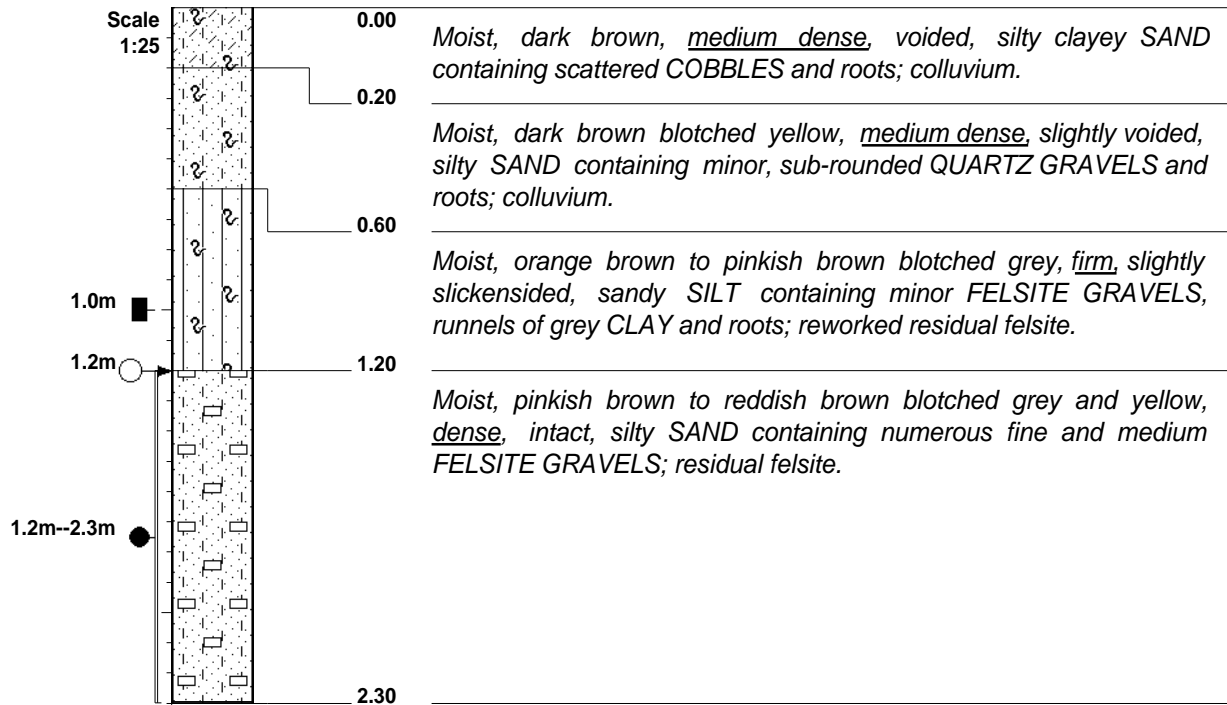 Scale
1:25
0.00
Moist, dark brown, medium dense, voided, silty clayey SAND
containing scattered COBBLES and roots; colluvium.
0.20
Moist, dark brown blotched yellow, medium dense, slightly voided,
silty SAND containing minor, sub-rounded QUARTZ GRAVELS and
roots; colluvium.
0.60
Moist, orange brown to pinkish brown blotched grey, firm, slightly
slickensided, sandy SILT containing minor FELSITE GRAVELS,
runnels of grey CLAY and roots; reworked residual felsite.
1.0m
1.2m
1.20
Moist, pinkish brown to reddish brown blotched grey and yellow,
dense, intact, silty SAND containing numerous fine and medium
FELSITE GRAVELS; residual felsite.
1.2m--2.3m
2.30